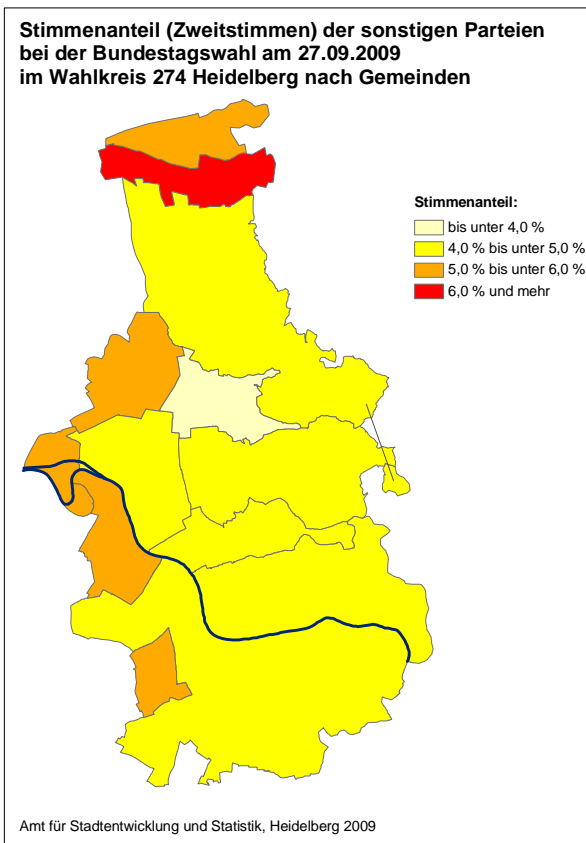 Stimmenanteil (Zweitstimmen) der sonstigen Parteien
bei der Bundestagswahl am 27.09.2009
im Wahlkreis 274 Heidelberg nach Gemeinden
Stimmenanteil:
bis unter 4,0 %
4,0 % bis unter 5,0 %
5,0 % bis unter 6,0 %
6,0 % und mehr
Amt für Stadtentwicklung und Statistik, Heidelberg 2009